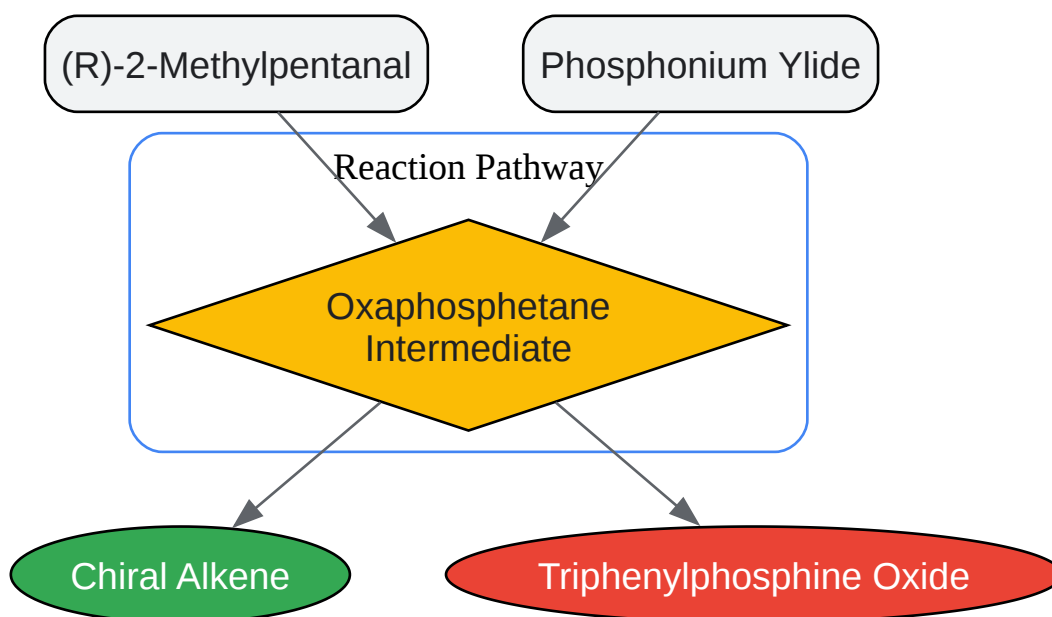 (R)-2-Methylpentanal
Phosphonium Ylide
Reaction Pathway
Oxaphosphetane
Intermediate
Chiral Alkene
Triphenylphosphine Oxide